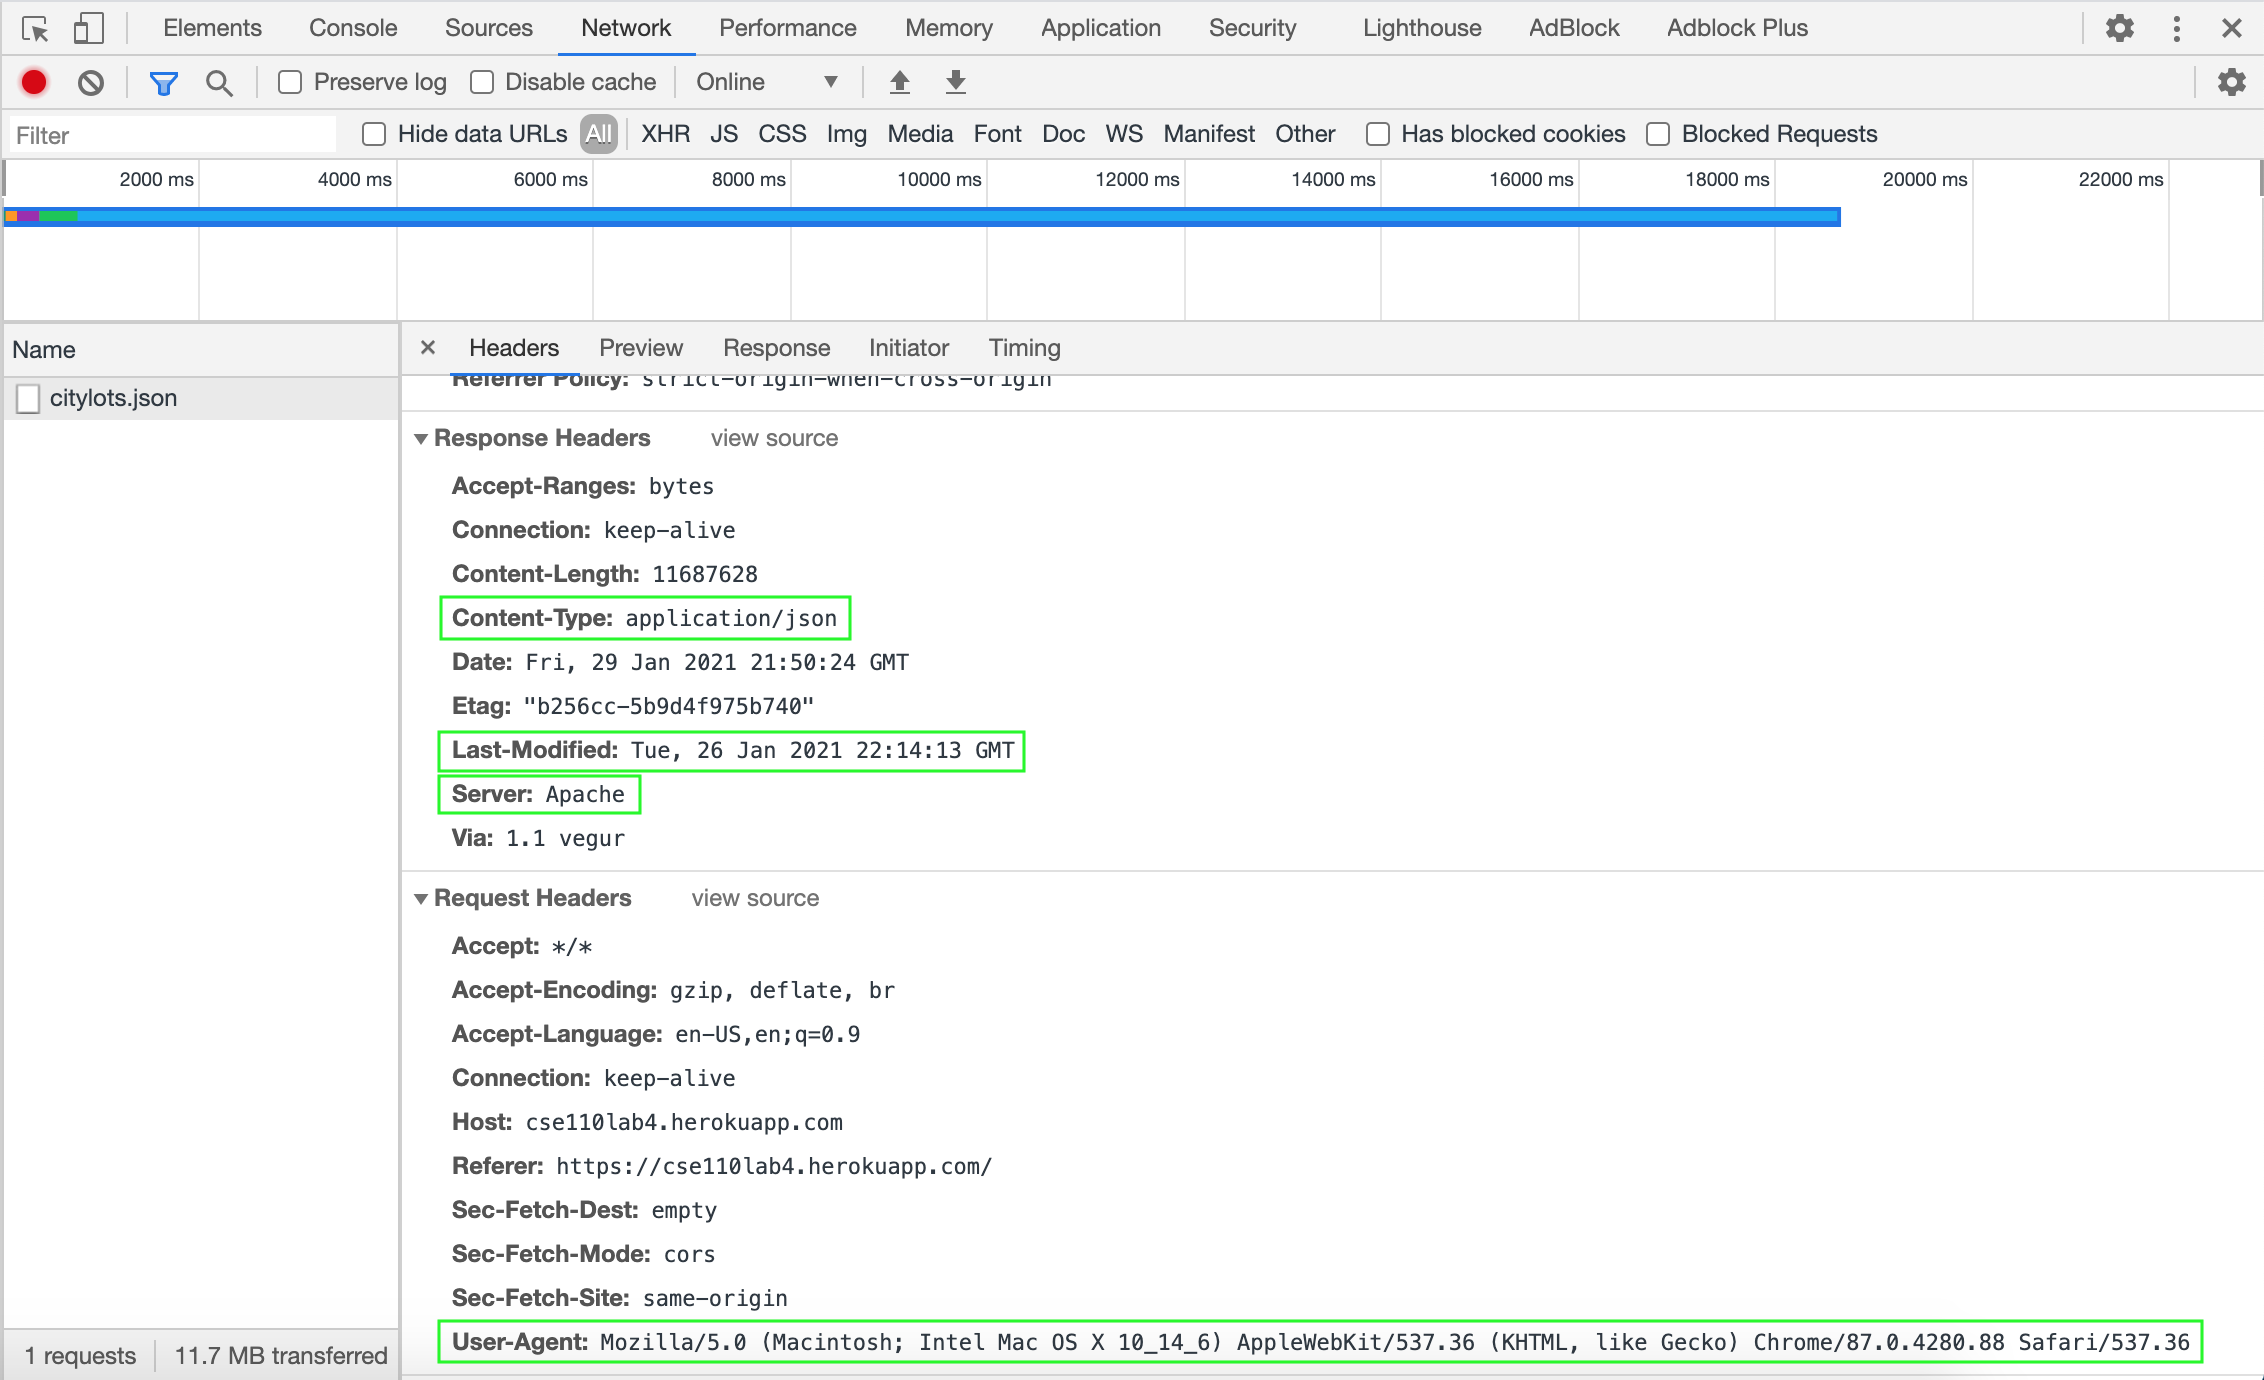 Elements Console Sources Network Performance Memory Application Security Lighthouse AdBlock Adblock Plus
Preserve log Disable cache Online
Filter Hide data URLs All XHR JS CSS Img Media Font Doc WS Manifest Other Has blocked cookies Blocked Requests
2000 ms 4000 ms 6000 ms 8000 ms 10000 ms 12000 ms 14000 ms 16000 ms 18000 ms 20000 ms 22000 ms
Name
citylots.json
Headers Preview Response Initiator Timing
Referrer Policy: strict-origin-when-cross-origin
Response Headers view source
Accept-Ranges: bytes
Connection: keep-alive
Content-Length: 11687628
Content-Type: application/json
Date: Fri, 29 Jan 2021 21:50:24 GMT
Etag: "b256cc-5b9d4f975b740"
Last-Modified: Tue, 26 Jan 2021 22:14:13 GMT
Server: Apache
Via: 1.1 vegur
Request Headers view source
Accept: */*
Accept-Encoding: gzip, deflate, br
Accept-Language: en-US,en;q=0.9
Connection: keep-alive
Host: cse110lab4.herokuapp.com
Referer: https://cse110lab4.herokuapp.com/
Sec-Fetch-Dest: empty
Sec-Fetch-Mode: cors
Sec-Fetch-Site: same-origin
User-Agent: Mozilla/5.0 (Macintosh; Intel Mac OS X 10_14_6) AppleWebKit/537.36 (KHTML, like Gecko) Chrome/87.0.4280.88 Safari/537.36
1 requests 11.7 MB transferred